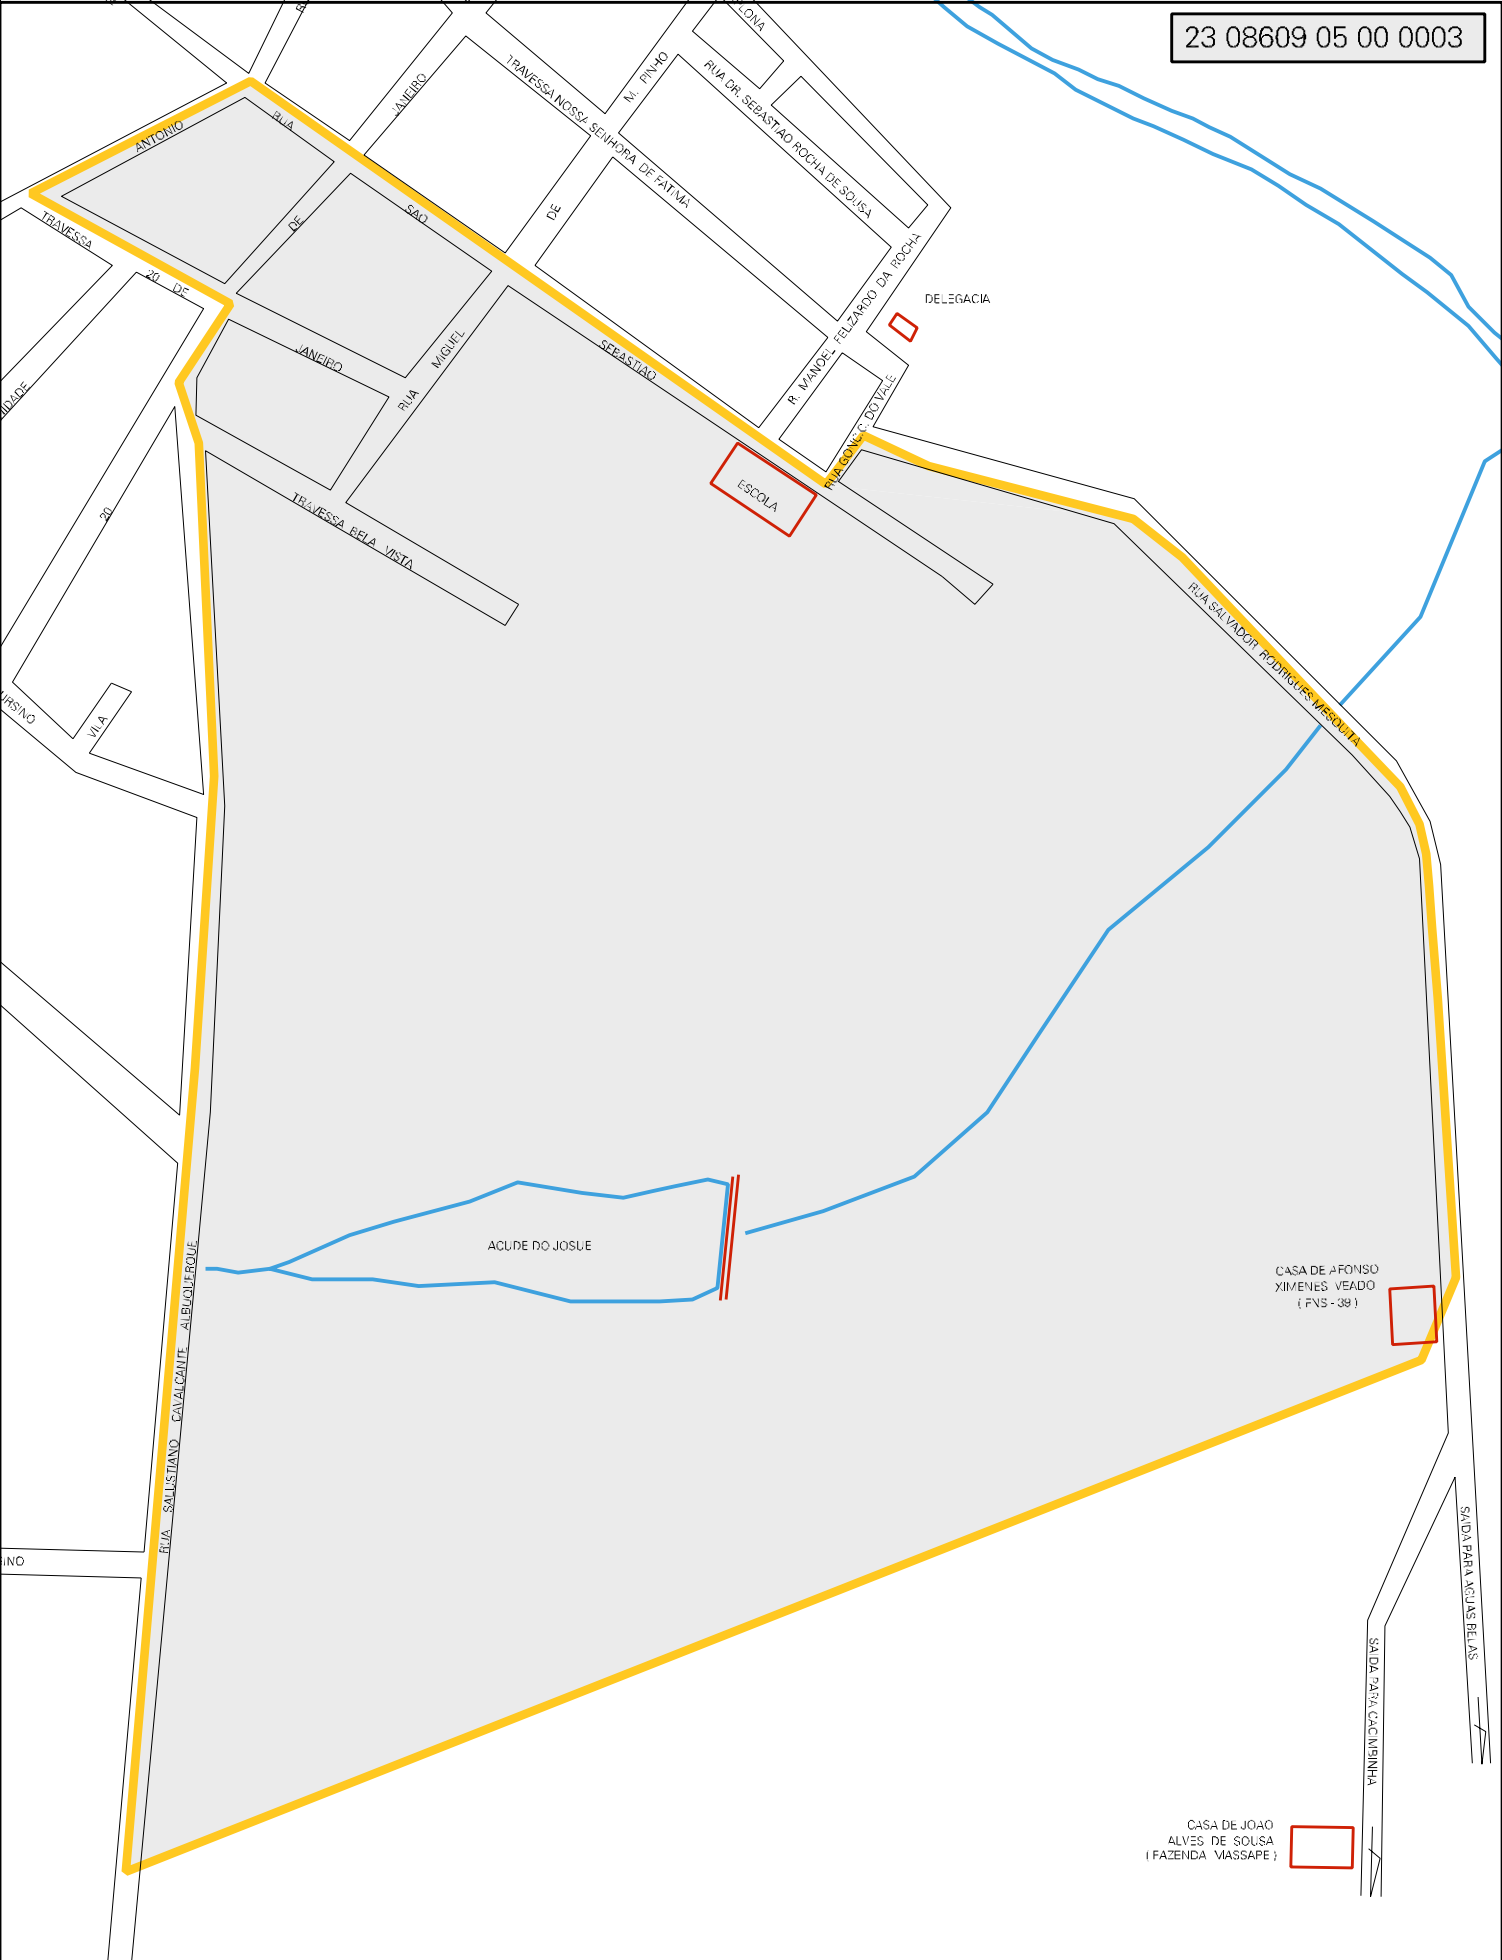 23 08609 05 00 0003
RUA DR. SEBASTIAO ROCHA DE SOUSA
M. PINHO
TRAVESSA NOSSA SENHORA DE FATIMA
JANEIRO
ANTONIO
RUA
SAO
DE
DE
TRAVESSA
20 DE
R. MANOEL FELIZARDO DA ROCHA
DELEGACIA
JANEIRO
RUA MIGUEL
SEBASTIAO
RUA GONC.C. DO VALE
ESCOLA
TRAVESSA BELA VISTA
20
RUA SALVADOR RODRIGUES MESQUITA
URSINO
VILA
ACUDE DO JOSUE
CASA DE AFONSO
XIMENES VEADO
( FNS - 39 )
RUA SALUSTIANO CAVALCANTE ALBUQUERQUE
SAIDA PARA AGUAS BELAS
SAIDA PARA CACIMBINHA
CASA DE JOAO
ALVES DE SOUSA
( FAZENDA MASSAPE )